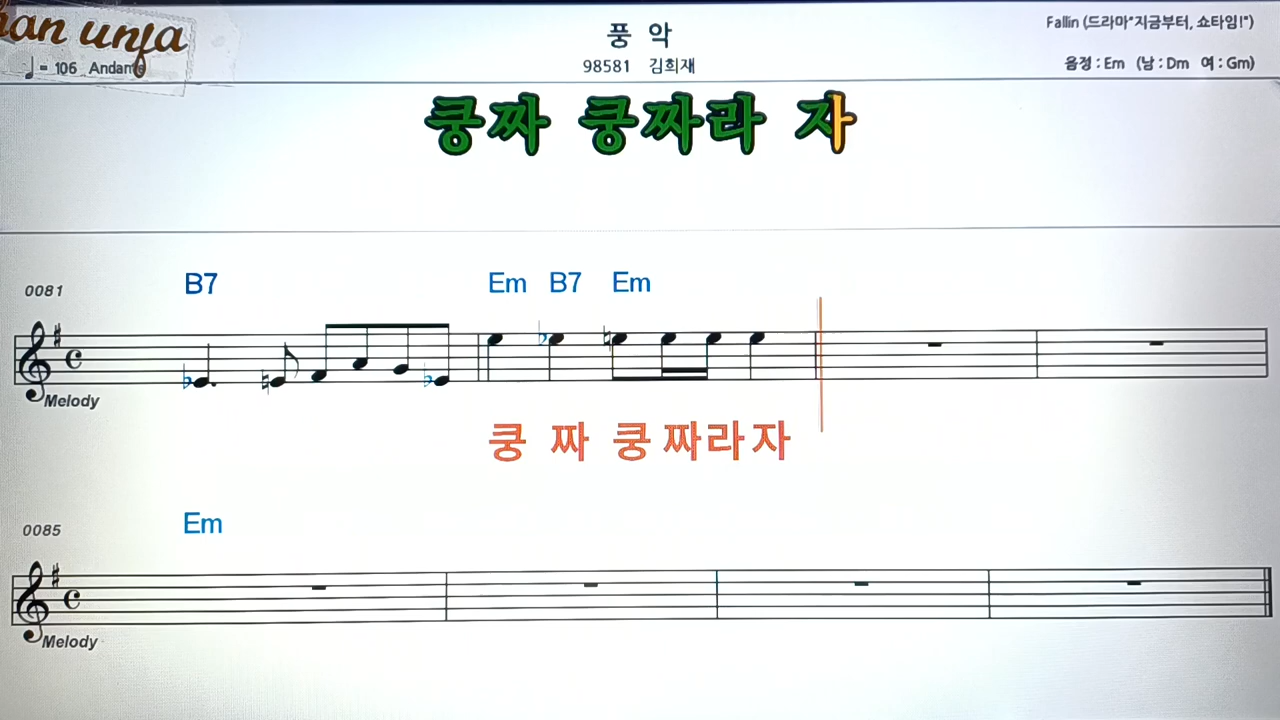 han unja
♩= 106 Andante
풍 악
98581 김희재
Fallin (드라마"지금부터, 쇼타임!")
음정 : Em (남 : Dm 여 : Gm)
쿵짜 쿵짜라 자
0081
B7 Em B7 Em
Melody
쿵 짜 쿵 짜라자
0085
Em
Melody